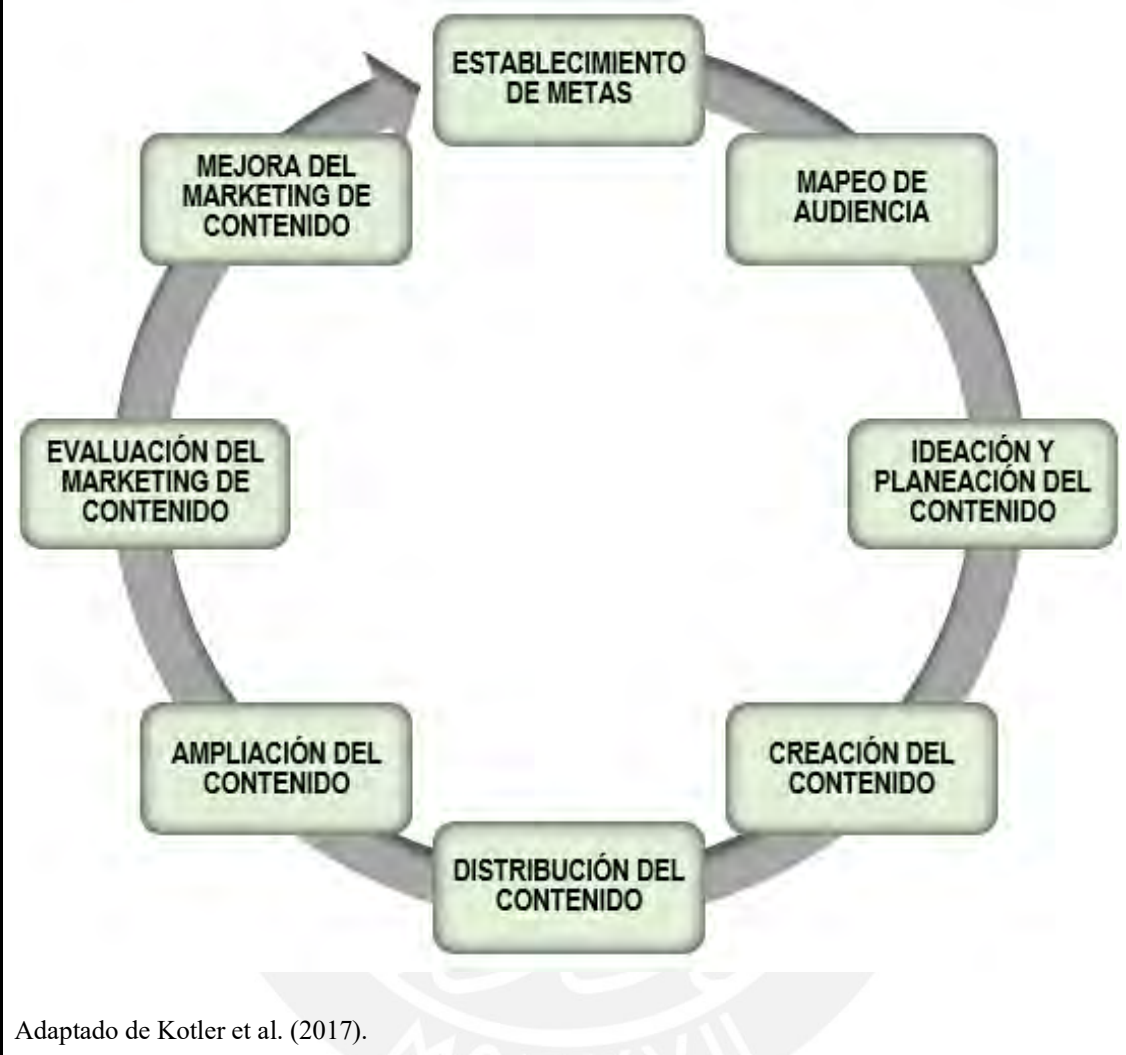 ESTABLECIMIENTO
DE METAS
MAPEO DE
AUDIENCIA
IDEACIÓN Y
PLANEACIÓN DEL
CONTENIDO
CREACIÓN DEL
CONTENIDO
DISTRIBUCIÓN DEL
CONTENIDO
AMPLIACIÓN DEL
CONTENIDO
EVALUACIÓN DEL
MARKETING DE
CONTENIDO
MEJORA DEL
MARKETING DE
CONTENIDO
Adaptado de Kotler et al. (2017).